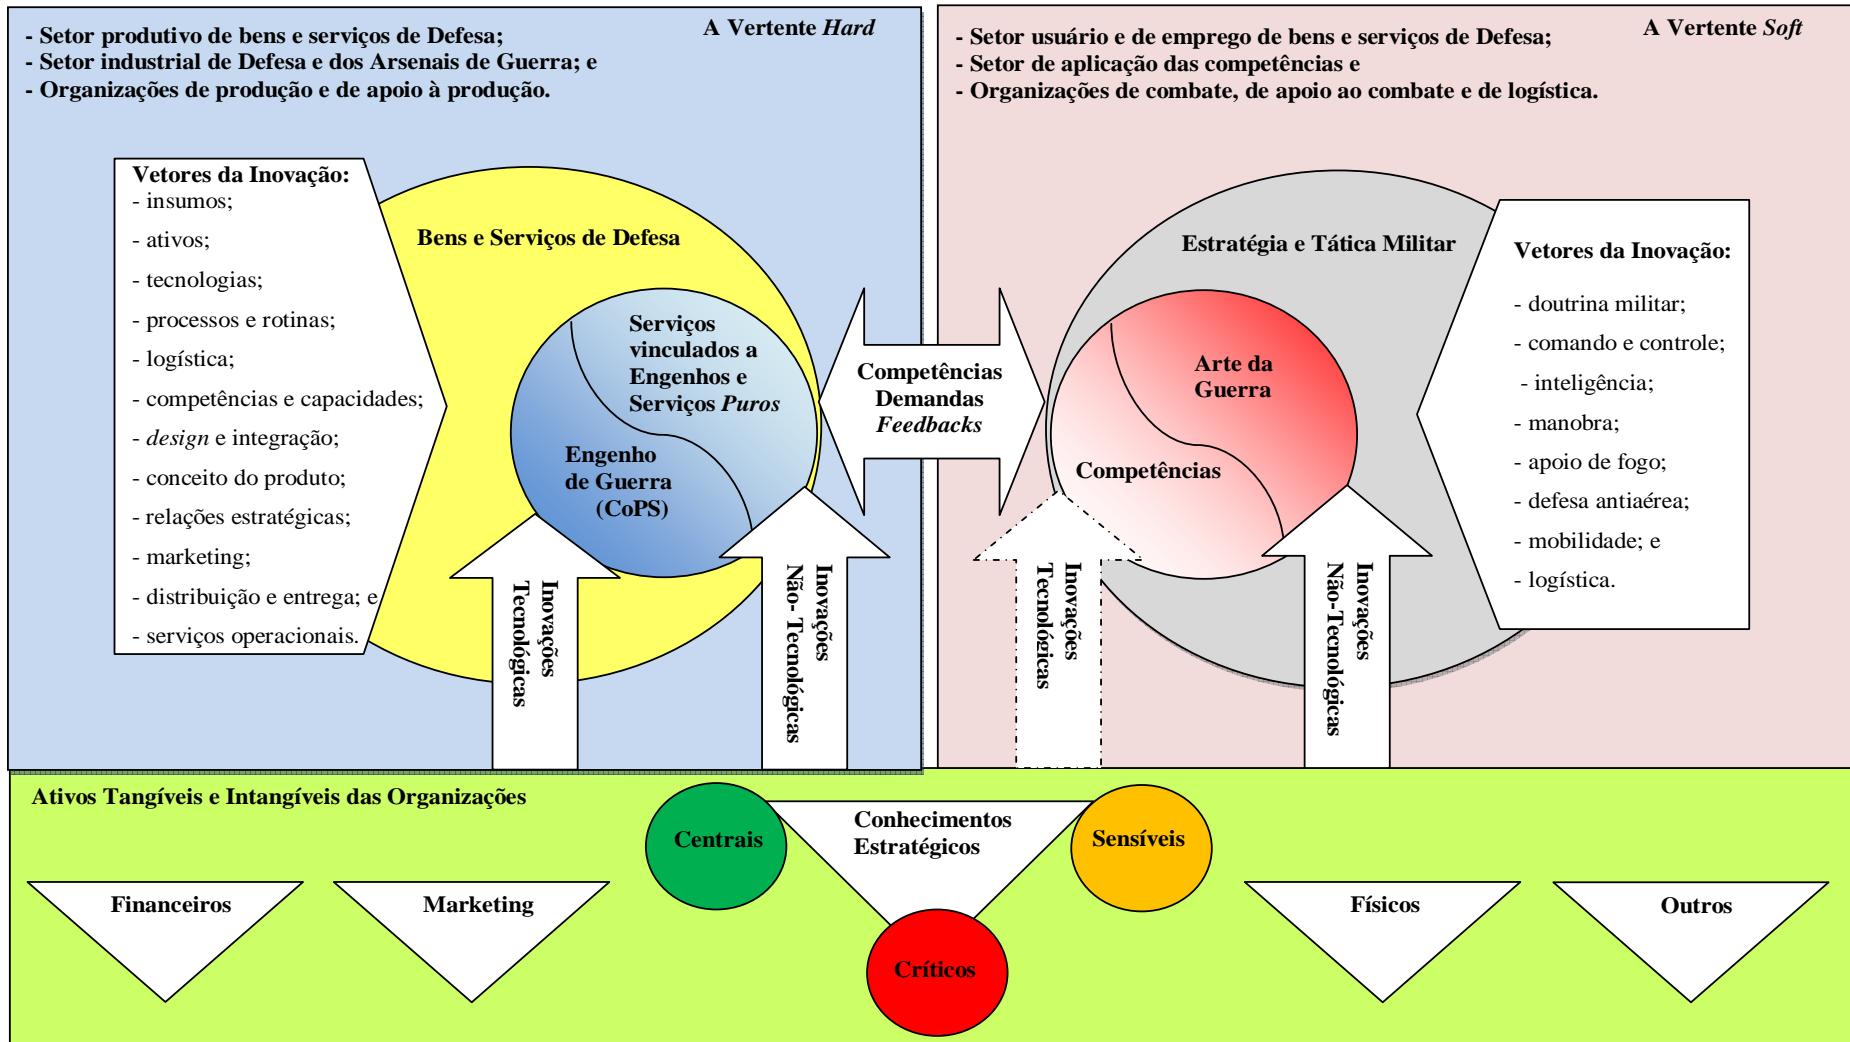 A Vertente Hard
- Setor produtivo de bens e serviços de Defesa;
- Setor industrial de Defesa e dos Arsenais de Guerra; e
- Organizações de produção e de apoio à produção.
Vetores da Inovação:
- insumos;
- ativos;
- tecnologias;
- processos e rotinas;
- logística;
- competências e capacidades;
- design e integração;
- conceito do produto;
- relações estratégicas;
- marketing;
- distribuição e entrega; e
- serviços operacionais.
Bens e Serviços de Defesa
Serviços
vinculados a
Engenhos e
Serviços Puros
Engenho
de Guerra
(CoPS)
Inovações
Tecnológicas
Inovações
Não- Tecnológicas
Competências
Demandas
Feedbacks
A Vertente Soft
- Setor usuário e de emprego de bens e serviços de Defesa;
- Setor de aplicação das competências e
- Organizações de combate, de apoio ao combate e de logística.
Estratégia e Tática Militar
Arte da
Guerra
Competências
Inovações
Tecnológicas
Inovações
Não-Tecnológicas
Vetores da Inovação:
- doutrina militar;
- comando e controle;
- inteligência;
- manobra;
- apoio de fogo;
- defesa antiaérea;
- mobilidade; e
- logística.
Ativos Tangíveis e Intangíveis das Organizações
Financeiros
Marketing
Centrais
Conhecimentos
Estratégicos
Sensíveis
Críticos
Físicos
Outros